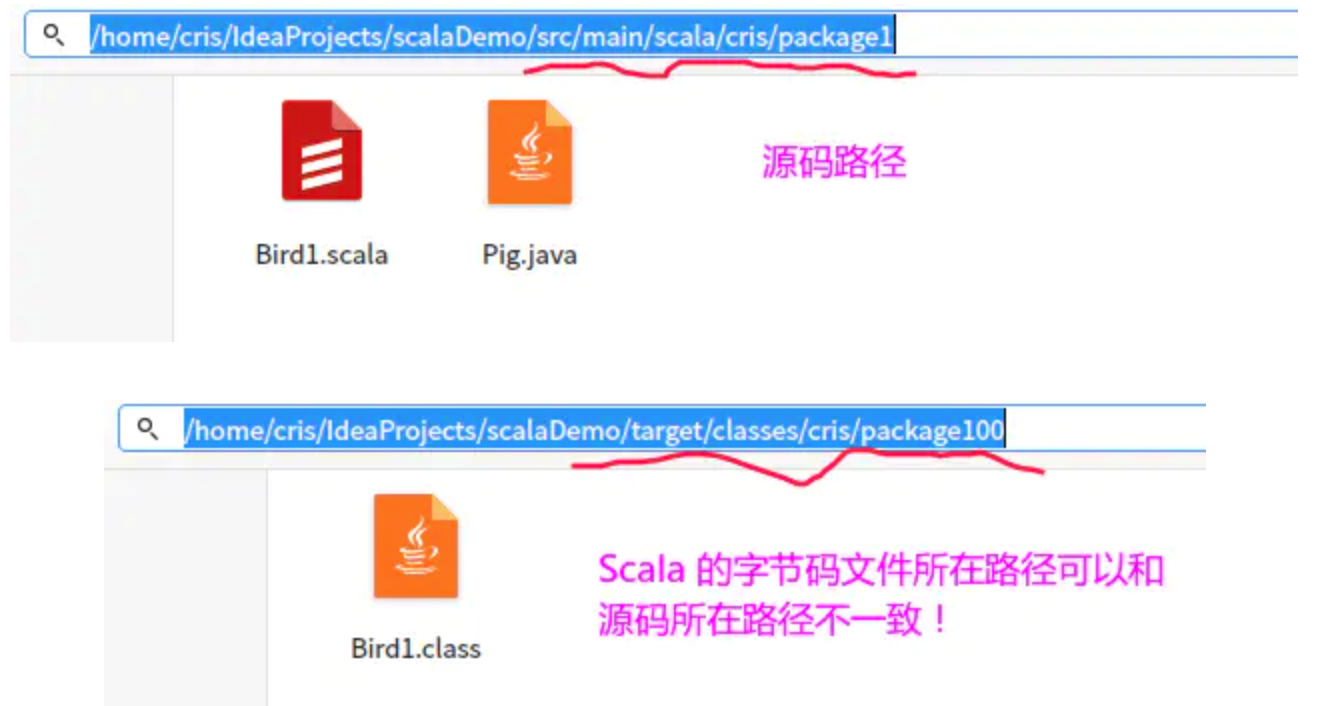 /home/cris/IdeaProjects/scalaDemo/src/main/scala/cris/package1
源码路径
Bird1.scala
Pig.java
/home/cris/IdeaProjects/scalaDemo/target/classes/cris/package100
Scala 的字节码文件所在路径可以和
源码所在路径不一致！
Bird1.class